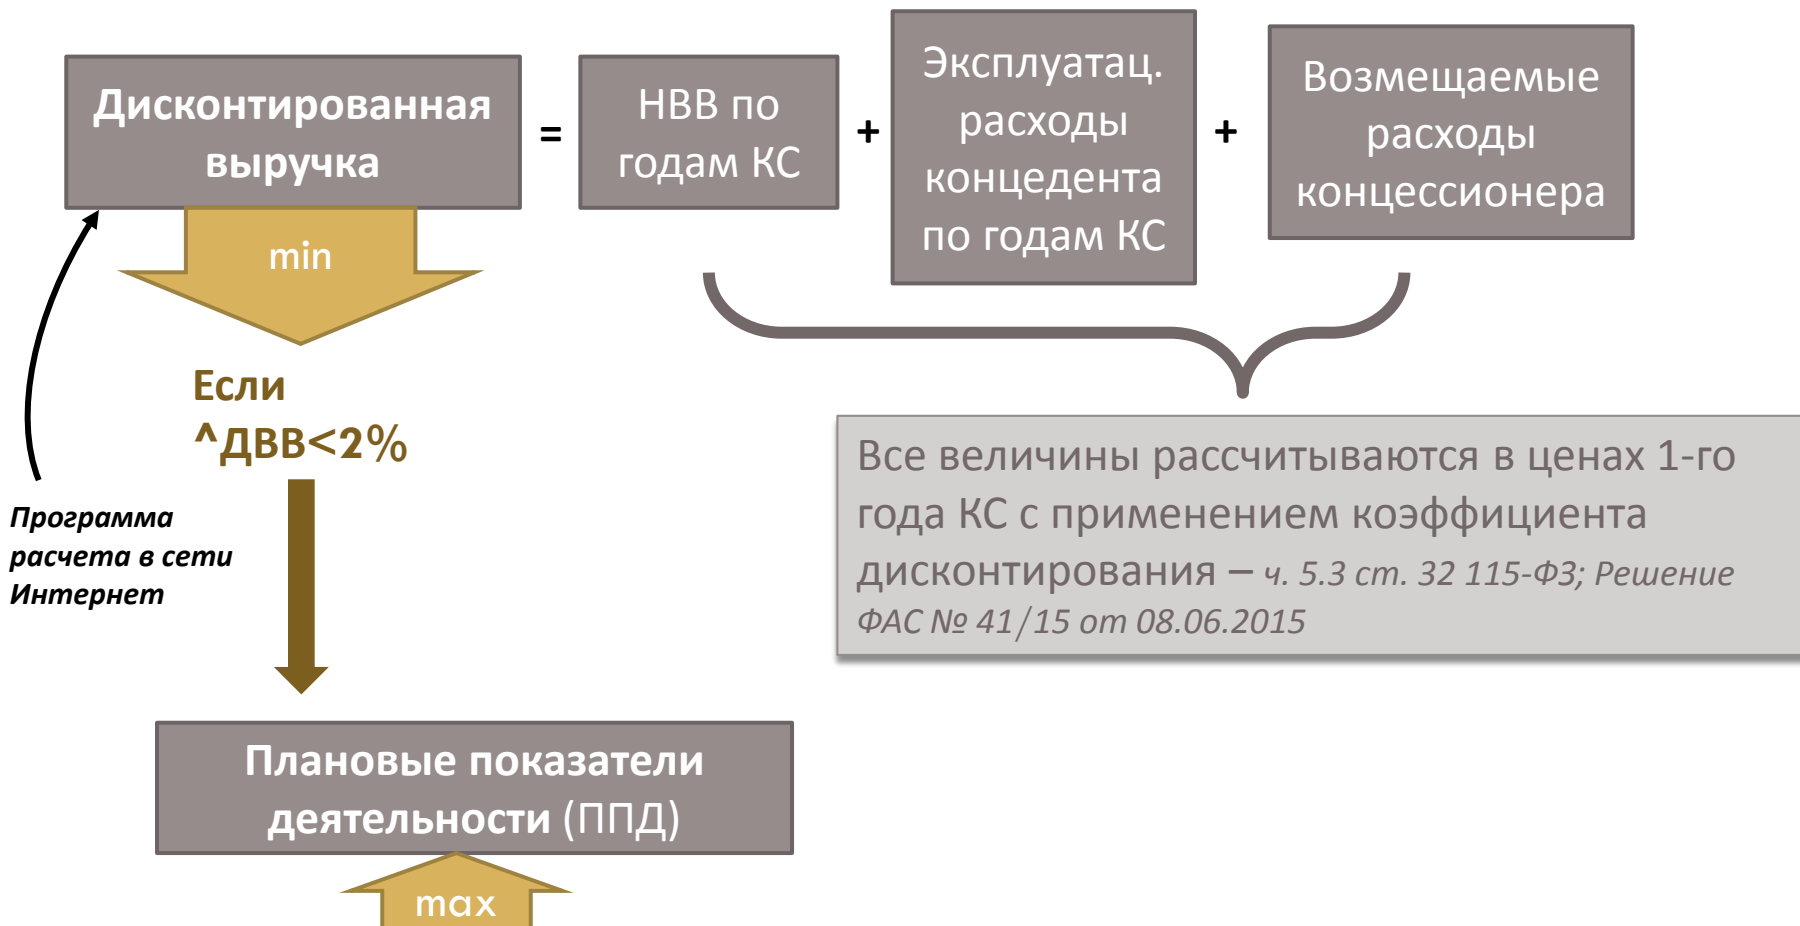 Дисконтированная
выручка
=
НВВ по
годам КС
+
Эксплуатац.
расходы
концедента
по годам КС
+
Возмещаемые
расходы
концессионера
min
Если
^ДВВ<2%
Программа
расчета в сети
Интернет
Все величины рассчитываются в ценах 1-го
года КС с применением коэффициента
дисконтирования – ч. 5.3 ст. 32 115-ФЗ; Решение
ФАС № 41/15 от 08.06.2015
Плановые показатели
деятельности (ППД)
max